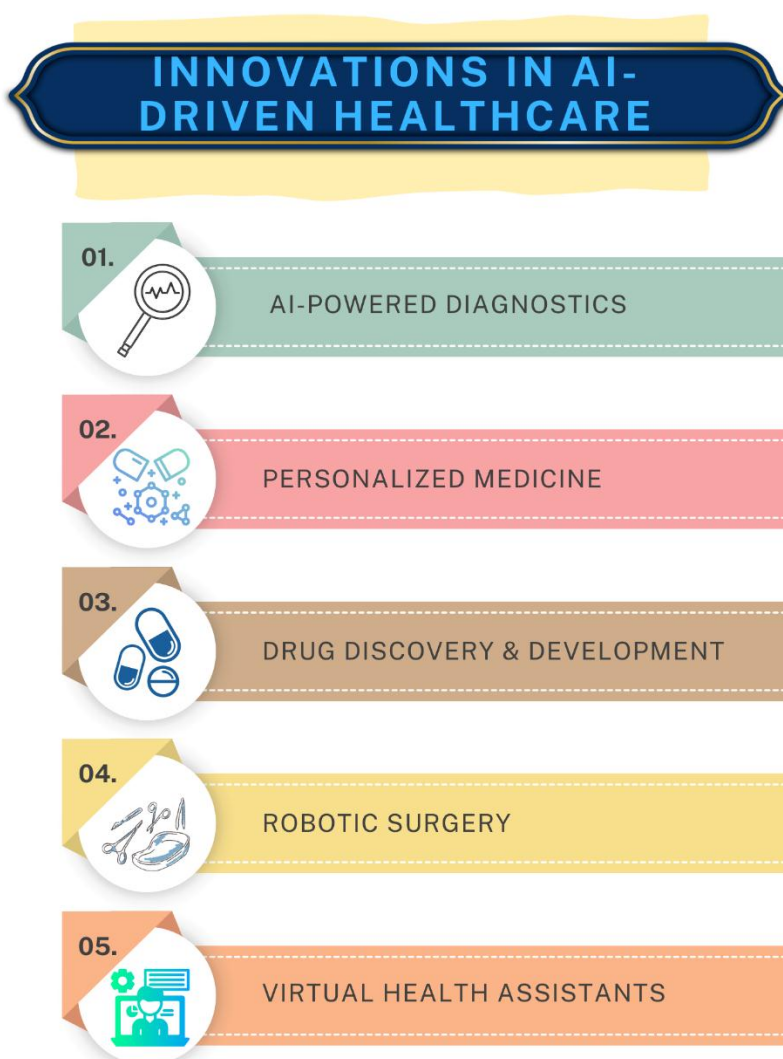 INNOVATIONS IN AI-
DRIVEN HEALTHCARE
01.
AI-POWERED DIAGNOSTICS
02.
PERSONALIZED MEDICINE
03.
DRUG DISCOVERY & DEVELOPMENT
04.
ROBOTIC SURGERY
05.
VIRTUAL HEALTH ASSISTANTS